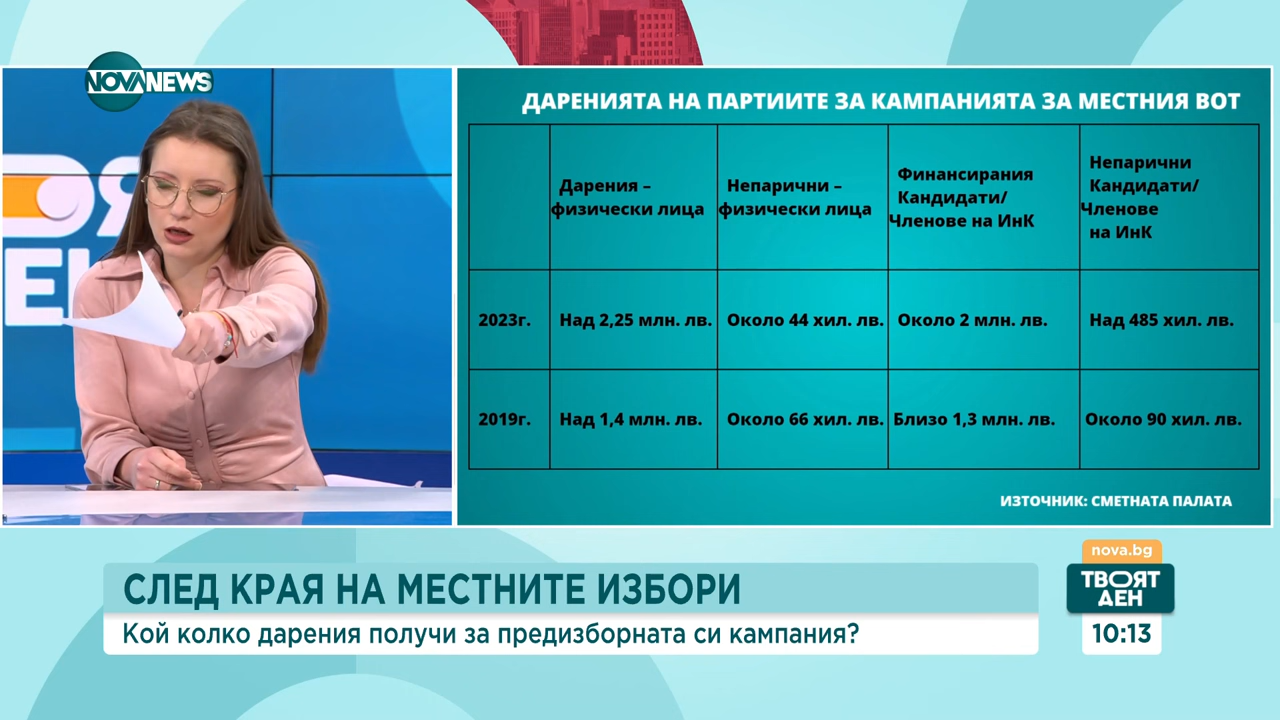 NOVA NEWS
ДАРЕНИЯТА НА ПАРТИИТЕ ЗА КАМПАНИЯТА ЗА МЕСТНИЯ ВОТ
Дарения –
физически лица
Непарични –
физически лица
Финансирания
Кандидати/
Членове на ИнК
Непарични
Кандидати/
Членове
на ИнК
2023г.
Над 2,25 млн. лв.
Около 44 хил. лв.
Около 2 млн. лв.
Над 485 хил. лв.
2019г.
Над 1,4 млн. лв.
Около 66 хил. лв.
Близо 1,3 млн. лв.
Около 90 хил. лв.
ИЗТОЧНИК: СМЕТНАТА ПАЛАТА
СЛЕД КРАЯ НА МЕСТНИТЕ ИЗБОРИ
Кой колко дарения получи за предизборната си кампания?
nova.bg
ТВОЯТ
ДЕН
10:13